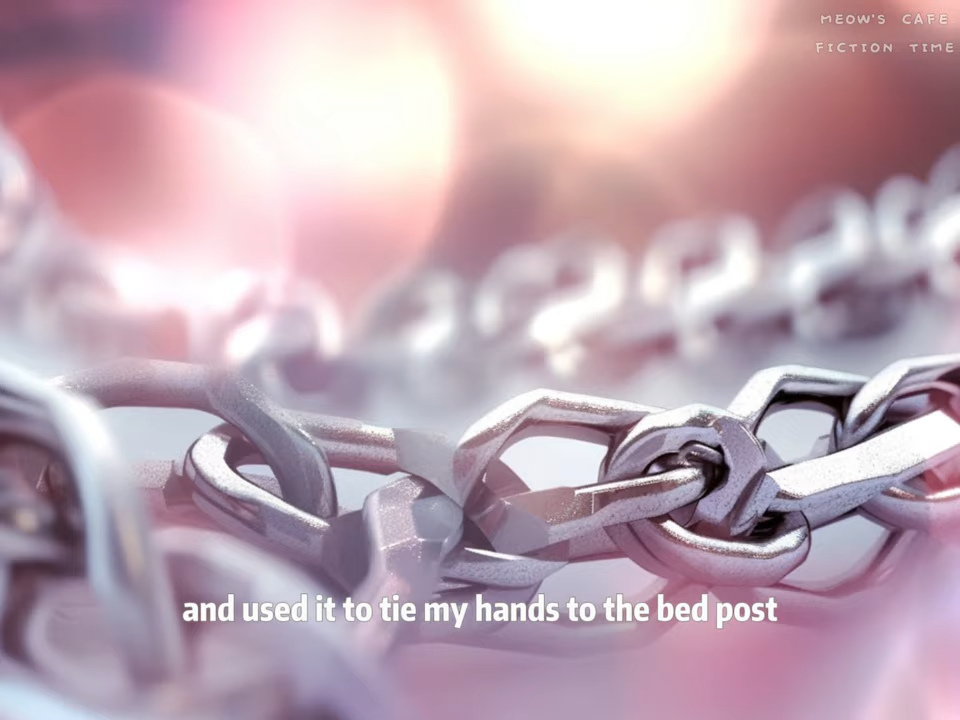 MEOW'S CAFE
FICTION TIME
and used it to tie my hands to the bed post